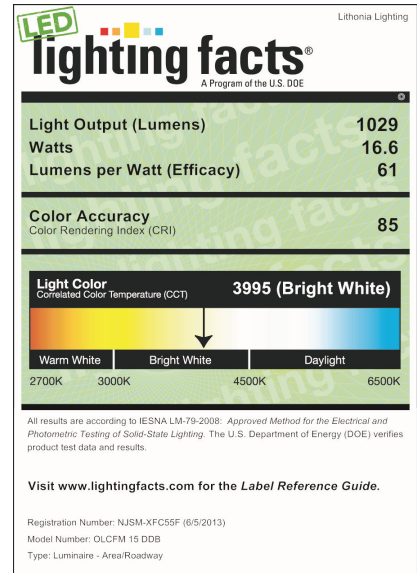 Lithonia Lighting
LED
lighting facts®
A Program of the U.S. DOE
Light Output (Lumens) 1029
Watts 16.6
Lumens per Watt (Efficacy) 61
Color Accuracy
Color Rendering Index (CRI) 85
Light Color
Correlated Color Temperature (CCT) 3995 (Bright White)
Warm White Bright White Daylight
2700K 3000K 4500K 6500K
All results are according to IESNA LM-79-2008: Approved Method for the Electrical and
Photometric Testing of Solid-State Lighting. The U.S. Department of Energy (DOE) verifies
product test data and results.
Visit www.lightingfacts.com for the Label Reference Guide.
Registration Number: NJSM-XFC55F (6/5/2013)
Model Number: OLCFM 15 DDB
Type: Luminaire - Area/Roadway